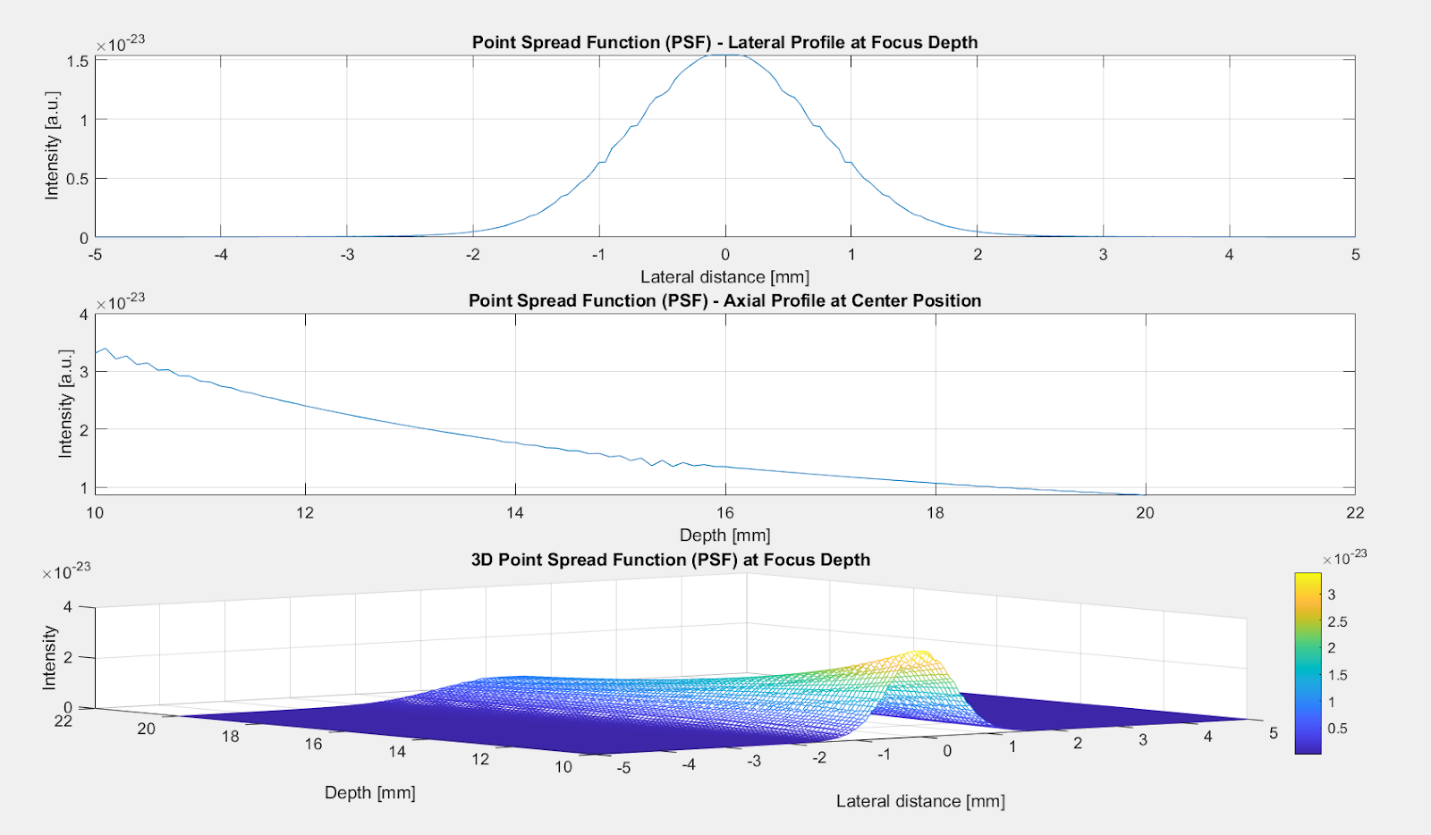 Point Spread Function (PSF) - Lateral Profile at Focus Depth
×10-23
1.5
1
0.5
0
Intensity [a.u.]
-5 -4 -3 -2 -1 0 1 2 3 4 5
Lateral distance [mm]
Point Spread Function (PSF) - Axial Profile at Center Position
×10-23
4
3
2
1
Intensity [a.u.]
10 12 14 16 18 20 22
Depth [mm]
3D Point Spread Function (PSF) at Focus Depth
×10-23
4
2
0
Intensity
22 20 18 16 14 12 10
Depth [mm]
-5 -4 -3 -2 -1 0 1 2 3 4 5
Lateral distance [mm]
×10-23
3
2.5
2
1.5
1
0.5